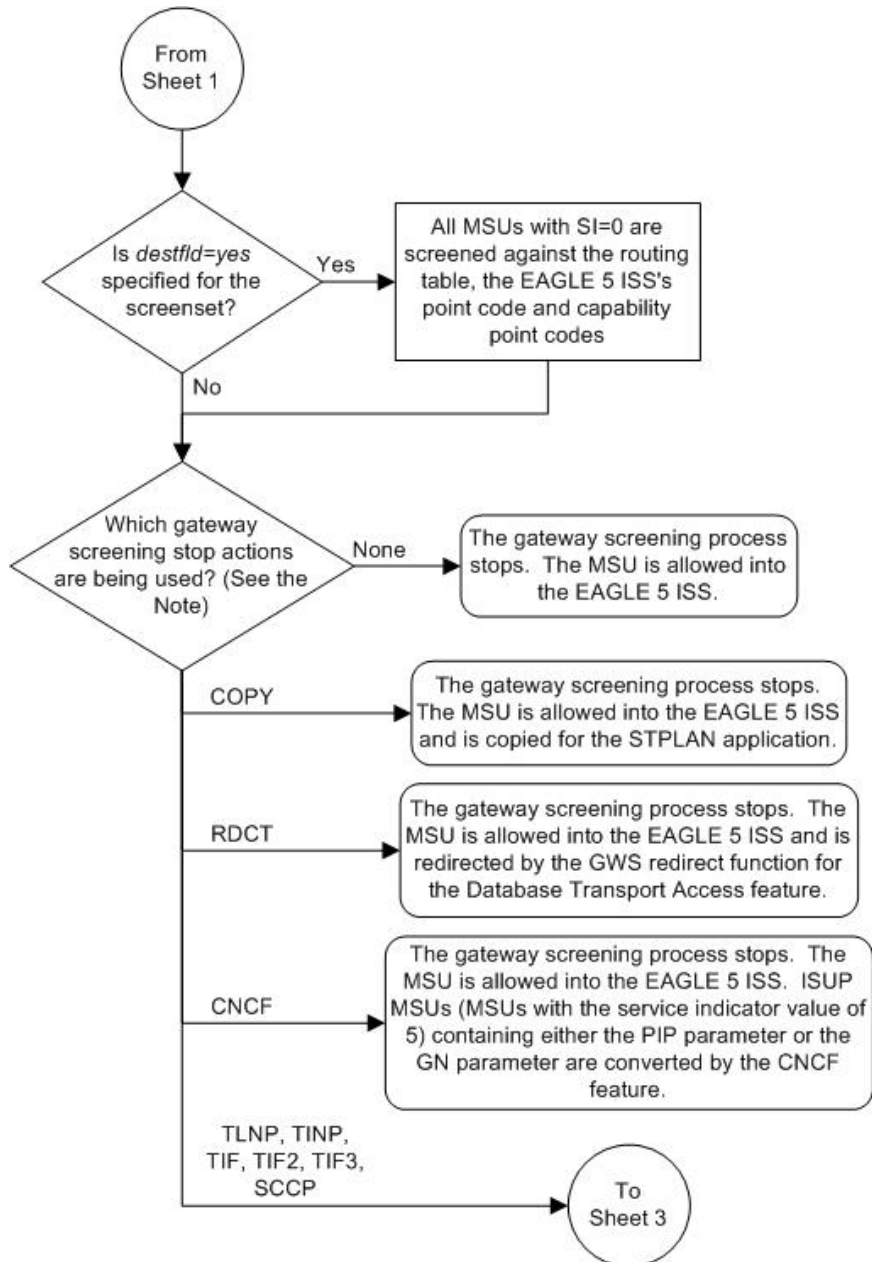 From
Sheet 1
Is destfld=yes
specified for the
screenset?
Yes
All MSUs with SI=0 are
screened against the routing
table, the EAGLE 5 ISS's
point code and capability
point codes
No
Which gateway
screening stop actions
are being used? (See the
Note)
None
The gateway screening process
stops.  The MSU is allowed into
the EAGLE 5 ISS.
COPY
The gateway screening process stops.
The MSU is allowed into the EAGLE 5 ISS
and is copied for the STPLAN application.
RDCT
The gateway screening process stops.  The
MSU is allowed into the EAGLE 5 ISS and is
redirected by the GWS redirect function for
the Database Transport Access feature.
CNCF
The gateway screening process stops.  The
MSU is allowed into the EAGLE 5 ISS.  ISUP
MSUs (MSUs with the service indicator value of
5) containing either the PIP parameter or the
GN parameter are converted by the CNCF
feature.
TLNP, TINP,
TIF, TIF2, TIF3,
SCCP
To
Sheet 3